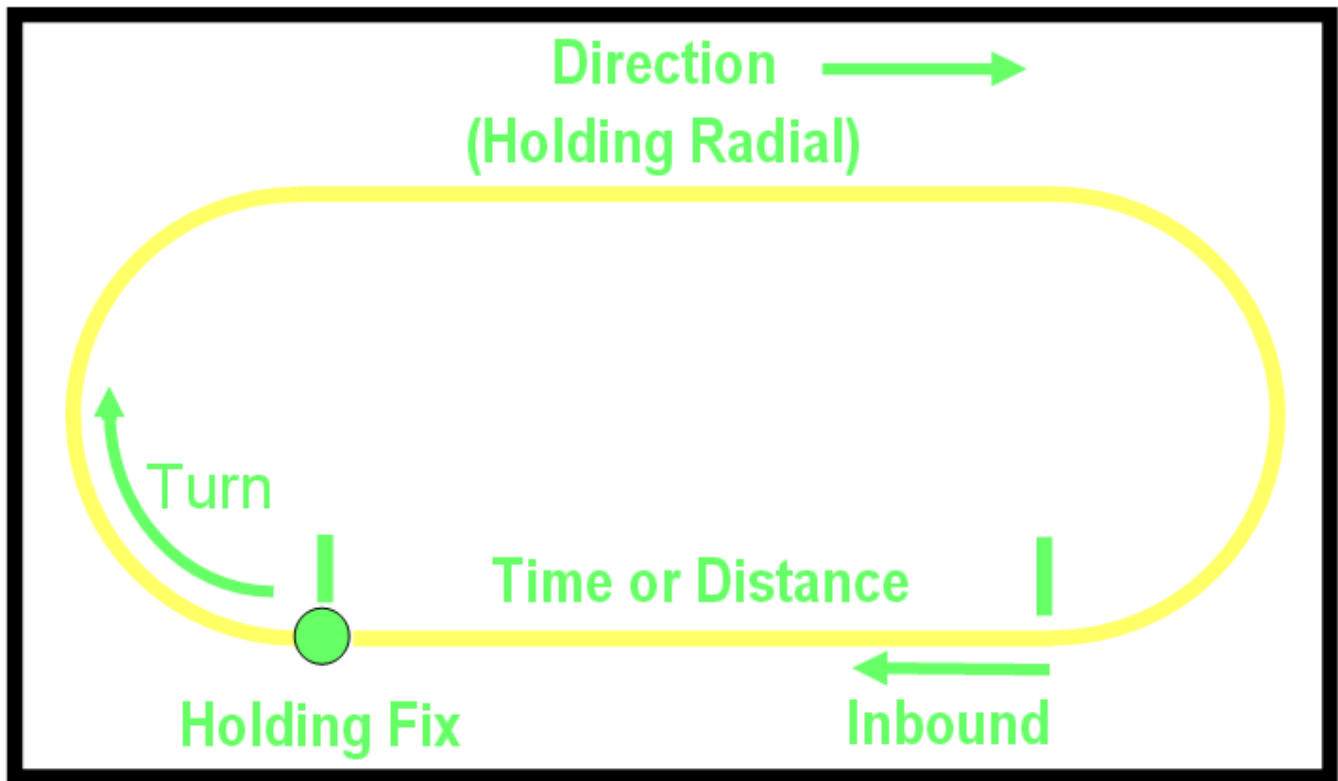 Direction
(Holding Radial)
Turn
Time or Distance
Holding Fix
Inbound